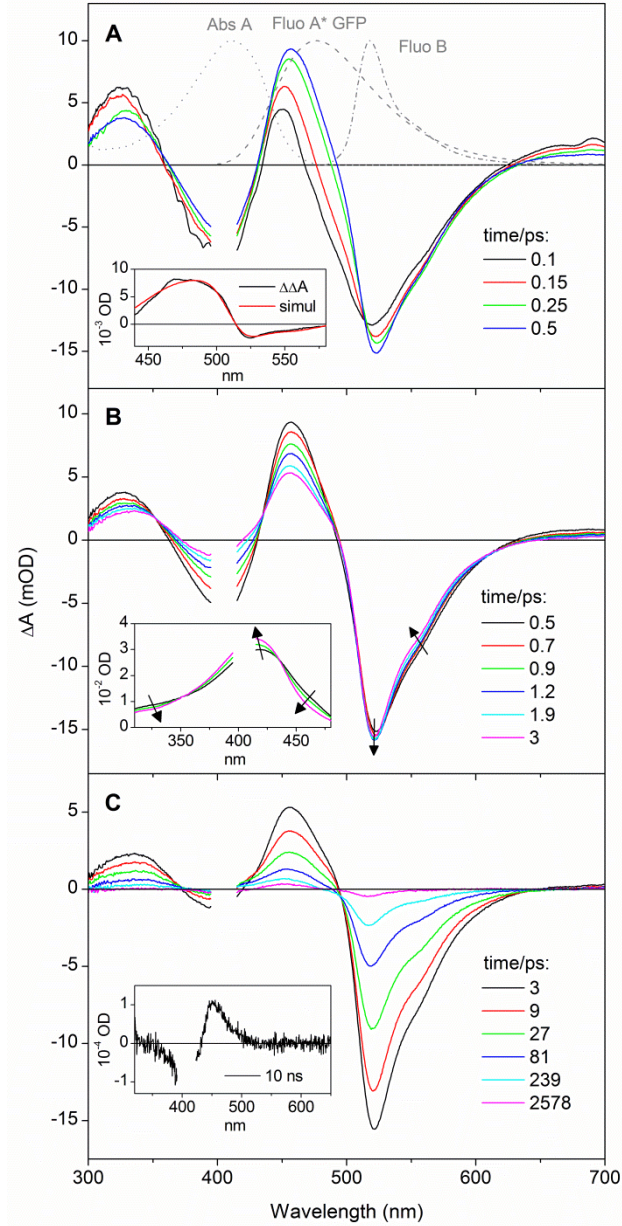 Abs A Fluo A* GFP
A
Fluo B
10
5
0
-5
-10
-15
10
5
0
10⁻³ OD
ΔΔA
simul
450 500 550
nm
time/ps:
0.1
0.15
0.25
0.5
B
10
5
0
-5
-10
-15
ΔA (mOD)
4
3
2
1
0
10⁻² OD
350 400 450
nm
time/ps:
0.5
0.7
0.9
1.2
1.9
3
C
5
0
-5
-10
-15
1
0
-1
10⁻⁴ OD
10 ns
400 500 600
nm
time/ps:
3
9
27
81
239
2578
300 400 500 600 700
Wavelength (nm)